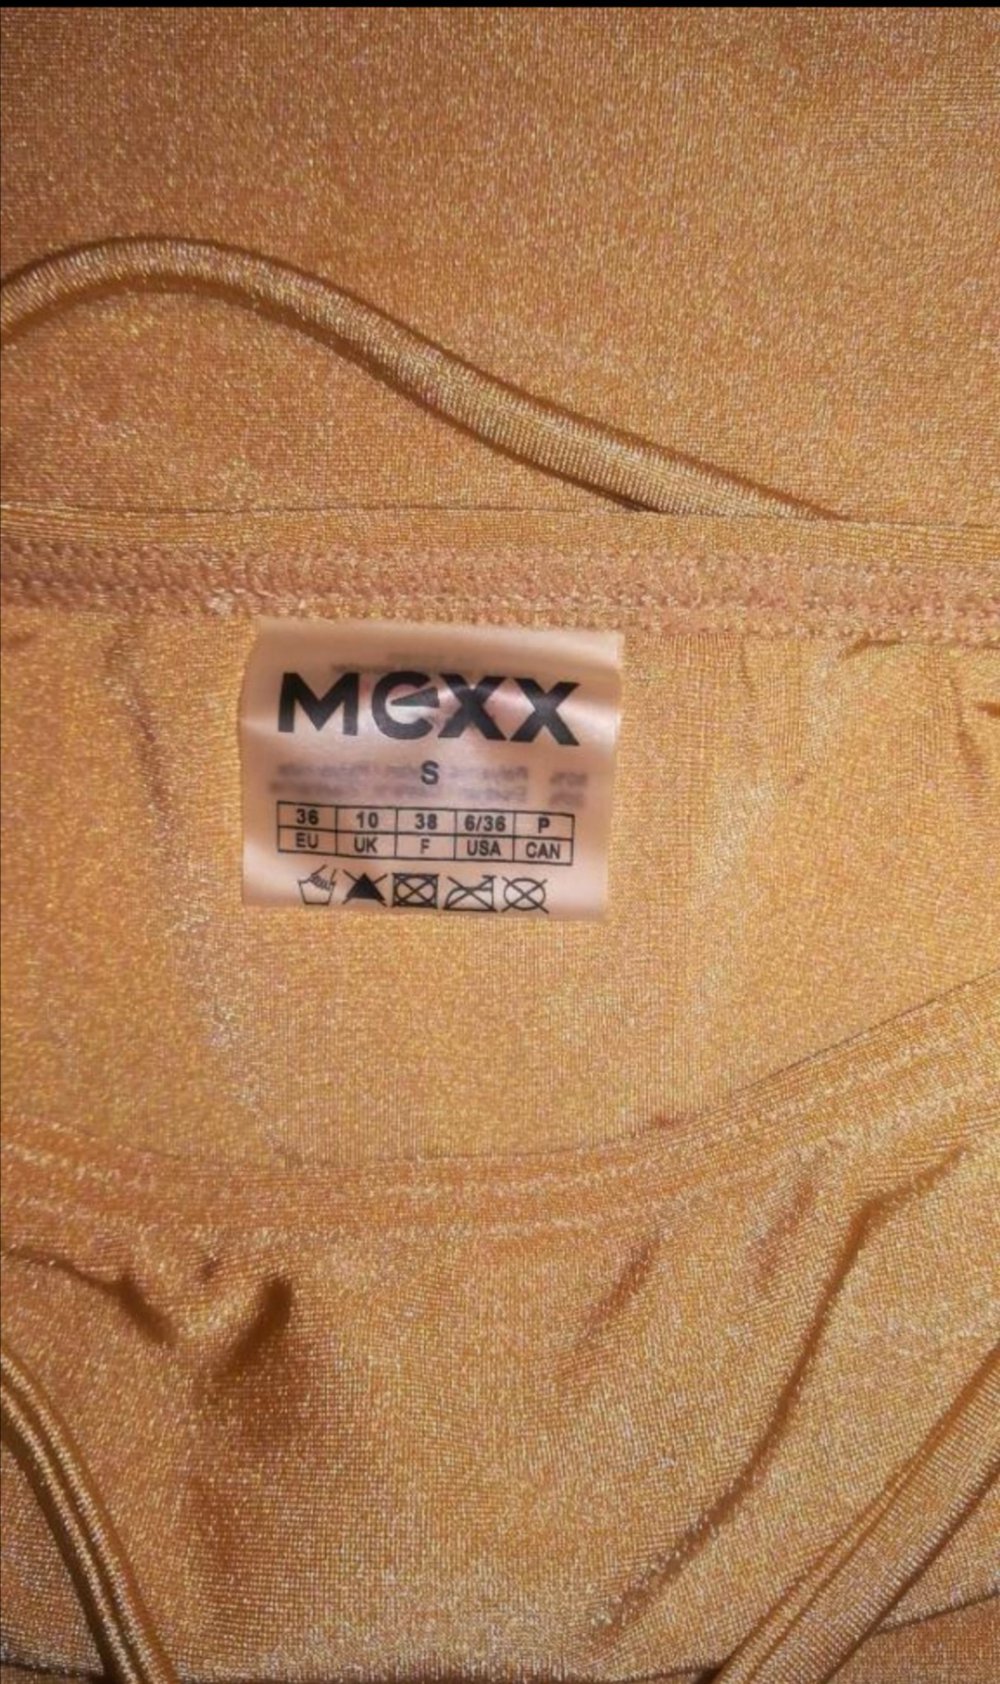 MEXX
S
36 10 38 6/36 P
EU UK F USA CAN